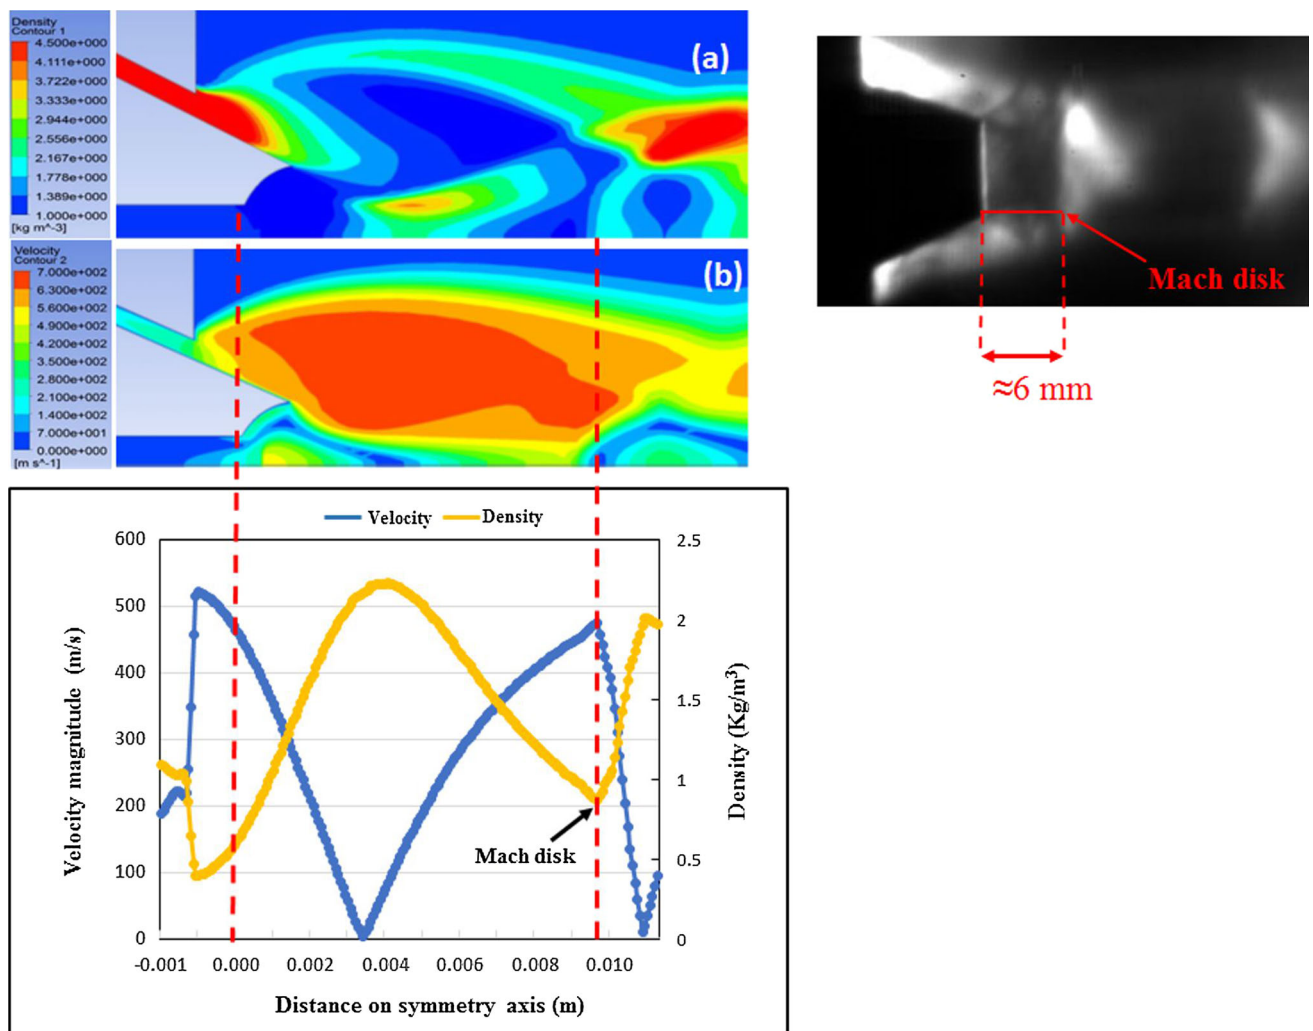 Density
Contour 1
4.500e+000
4.111e+000
3.722e+000
3.333e+000
2.944e+000
2.556e+000
2.167e+000
1.778e+000
1.389e+000
1.000e+000
[kg m^-3]
(a)
Velocity
Contour 2
7.000e+002
6.300e+002
5.600e+002
4.900e+002
4.200e+002
3.500e+002
2.800e+002
2.100e+002
1.400e+002
7.000e+001
0.000e+000
[m s^-1]
(b)
Mach disk
≈6 mm
Velocity
Density
600
500
400
300
200
100
0
2.5
2
1.5
1
0.5
0
Velocity magnitude (m/s)
Density (Kg/m³)
Mach disk
-0.001
0.000
0.002
0.004
0.006
0.008
0.010
Distance on symmetry axis (m)